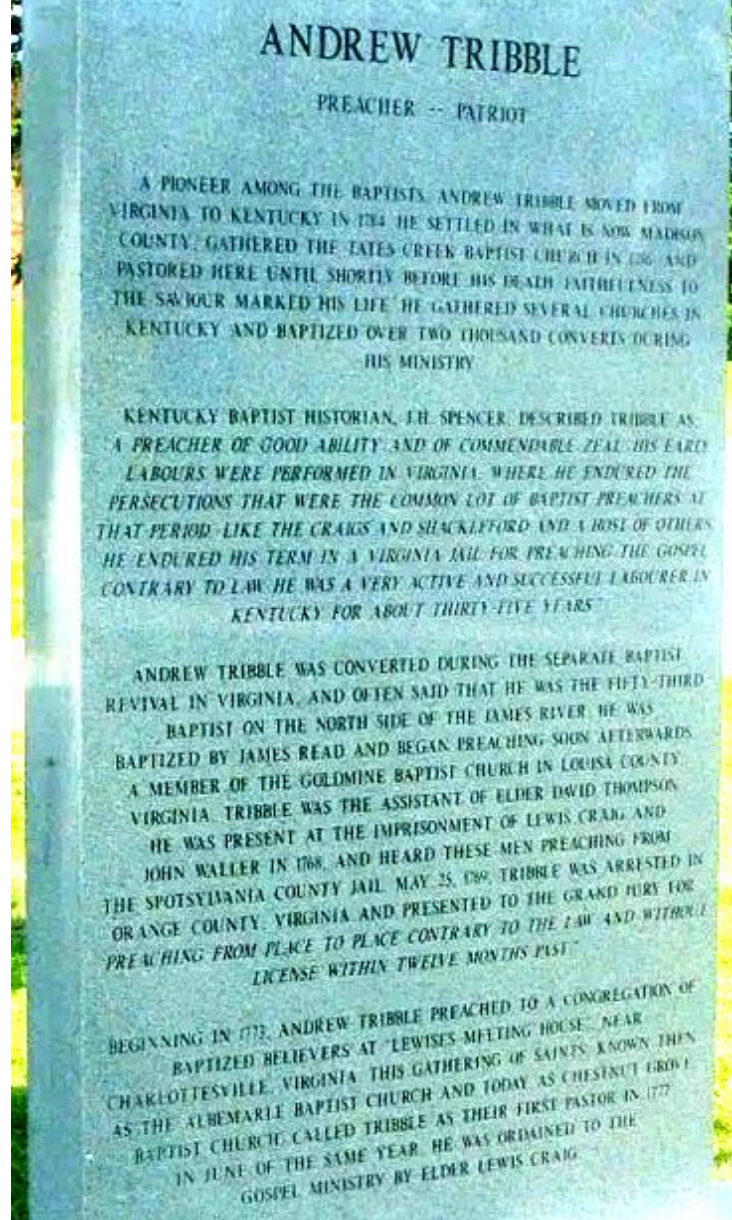 ANDREW TRIBBLE
PREACHER -- PATRIOT
A PIONEER AMONG THE BAPTISTS, ANDREW TRIBBLE MOVED FROM
VIRGINIA TO KENTUCKY IN 1784. HE SETTLED IN WHAT IS NOW MADISON
COUNTY, GATHERED THE TATES CREEK BAPTIST CHURCH IN 1786 AND
PASTORED HERE UNTIL SHORTLY BEFORE HIS DEATH. FAITHFULNESS TO
THE SAVIOUR MARKED HIS LIFE. HE GATHERED SEVERAL CHURCHES IN
KENTUCKY AND BAPTIZED OVER TWO THOUSAND CONVERTS DURING
HIS MINISTRY.
KENTUCKY BAPTIST HISTORIAN, J.H. SPENCER, DESCRIBED TRIBBLE AS,
"A PREACHER OF GOOD ABILITY AND OF COMMENDABLE ZEAL. HIS EARLY
LABOURS WERE PERFORMED IN VIRGINIA, WHERE HE ENDURED THE
PERSECUTIONS THAT WERE THE COMMON LOT OF BAPTIST PREACHERS AT
THAT PERIOD. LIKE THE CRAIGS AND SHACKLEFORD AND A HOST OF OTHERS,
HE ENDURED HIS TERM IN A VIRGINIA JAIL FOR PREACHING THE GOSPEL
CONTRARY TO LAW. HE WAS A VERY ACTIVE AND SUCCESSFUL LABOURER IN
KENTUCKY FOR ABOUT THIRTY-FIVE YEARS."
ANDREW TRIBBLE WAS CONVERTED DURING THE SEPARATE BAPTIST
REVIVAL IN VIRGINIA, AND OFTEN SAID THAT HE WAS THE FIFTY-THIRD
BAPTIST ON THE NORTH SIDE OF THE JAMES RIVER. HE WAS
BAPTIZED BY JAMES READ AND BEGAN PREACHING SOON AFTERWARDS.
A MEMBER OF THE GOLDMINE BAPTIST CHURCH IN LOUISA COUNTY,
VIRGINIA, TRIBBLE WAS THE ASSISTANT OF ELDER DAVID THOMPSON.
HE WAS PRESENT AT THE IMPRISONMENT OF LEWIS CRAIG AND
JOHN WALLER IN 1768, AND HEARD THESE MEN PREACHING FROM
THE SPOTSYLVANIA COUNTY JAIL. MAY 25, 1769, TRIBBLE WAS ARRESTED IN
ORANGE COUNTY, VIRGINIA AND PRESENTED TO THE GRAND JURY FOR
PREACHING FROM PLACE TO PLACE CONTRARY TO THE LAW AND WITHOUT
LICENSE WITHIN TWELVE MONTHS PAST."
BEGINNING IN 1773, ANDREW TRIBBLE PREACHED TO A CONGREGATION OF
BAPTIZED BELIEVERS AT "LEWISES MEETING HOUSE", NEAR
CHARLOTTESVILLE, VIRGINIA. THIS GATHERING OF SAINTS, KNOWN THEN
AS THE ALBEMARLE BAPTIST CHURCH AND TODAY AS CHESTNUT GROVE
BAPTIST CHURCH, CALLED TRIBBLE AS THEIR FIRST PASTOR IN 1777.
IN JUNE OF THE SAME YEAR, HE WAS ORDAINED TO THE
GOSPEL MINISTRY BY ELDER LEWIS CRAIG.